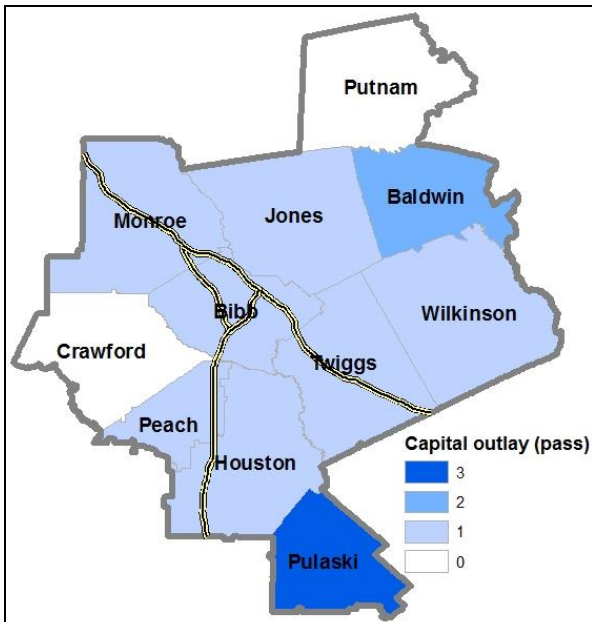 Putnam
Baldwin
Monroe
Jones
Wilkinson
Bibb
Crawford
Twiggs
Peach
Houston
Pulaski
Capital outlay (pass)
3
2
1
0